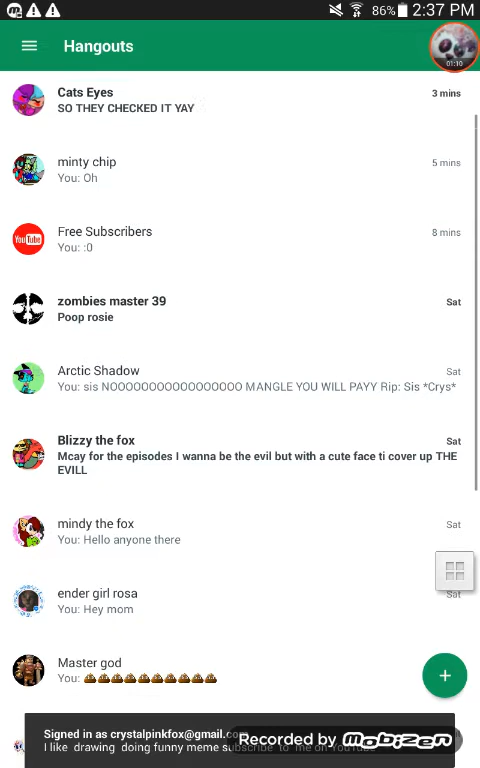 86% 2:37 PM
Hangouts
01:10
Cats Eyes 3 mins
SO THEY CHECKED IT YAY
minty chip 5 mins
You: Oh
Free Subscribers 8 mins
YouTube
You: :0
zombies master 39 Sat
Poop rosie
Arctic Shadow Sat
You: sis NOOOOOOOOOOOOOOOOO MANGLE YOU WILL PAYY Rip: Sis *Crys*
Blizzy the fox Sat
Mcay for the episodes I wanna be the evil but with a cute face ti cover up THE
EVILL
mindy the fox Sat
You: Hello anyone there
ender girl rosa Sat
You: Hey mom
Master god
You: 💩💩💩💩💩💩💩💩💩💩
Signed in as crystalpinkfox@gmail.com
I like drawing doing funny meme subscribe to me on YouTube
Recorded by Mobizen